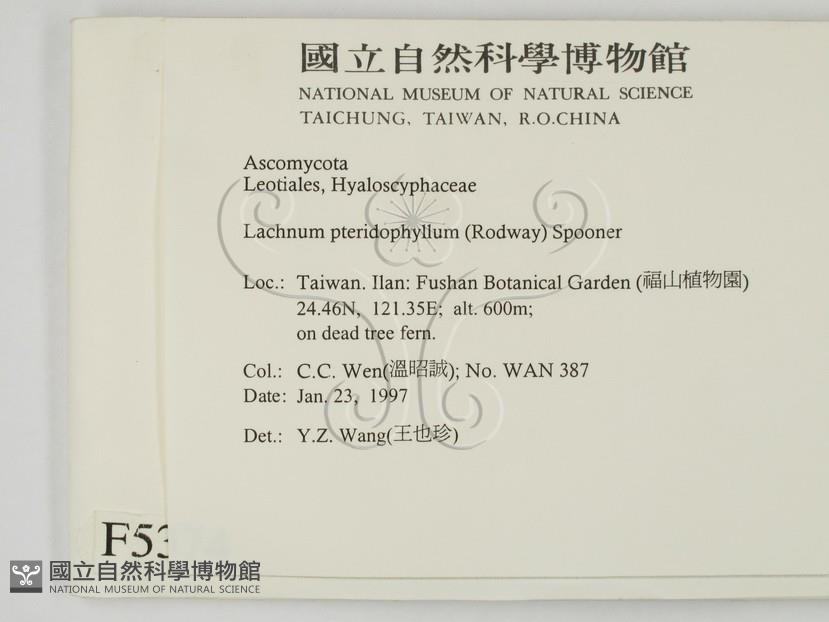 國立自然科學博物館
NATIONAL MUSEUM OF NATURAL SCIENCE
TAICHUNG, TAIWAN, R.O.CHINA
Ascomycota
Leotiales, Hyaloscyphaceae
Lachnum pteridophyllum (Rodway) Spooner
Loc.: Taiwan. Ilan: Fushan Botanical Garden (福山植物園)
24.46N, 121.35E; alt. 600m;
on dead tree fern.
Col.: C.C. Wen(溫昭誠); No. WAN 387
Date: Jan. 23, 1997
Det.: Y.Z. Wang(王也珍)
國立自然科學博物館
NATIONAL MUSEUM OF NATURAL SCIENCE